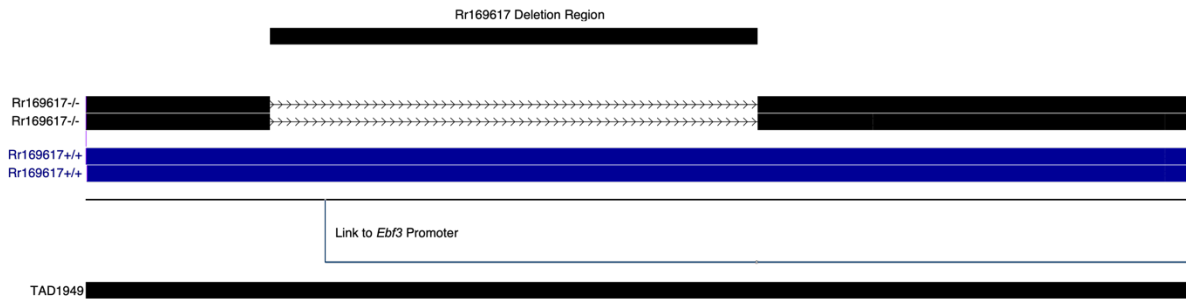 Rr169617 Deletion Region
Rr169617-/-
Rr169617-/-
Rr169617+/+
Rr169617+/+
Link to Ebf3 Promoter
TAD1949